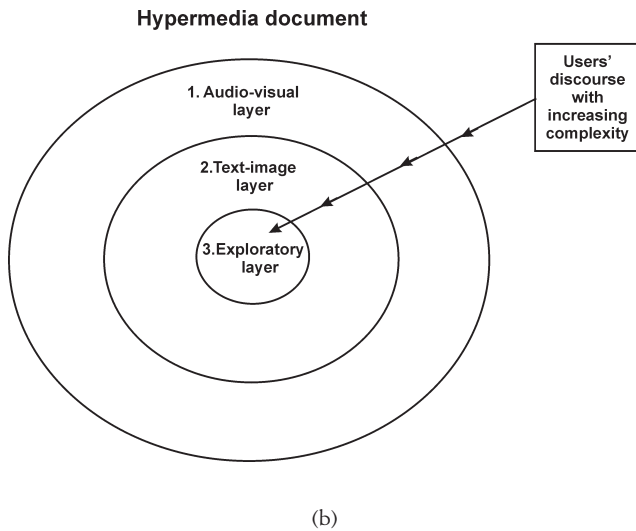 Hypermedia document
1. Audio-visual
layer
Users'
discourse
with
increasing
complexity
2.Text-image
layer
3.Exploratory
layer
(b)